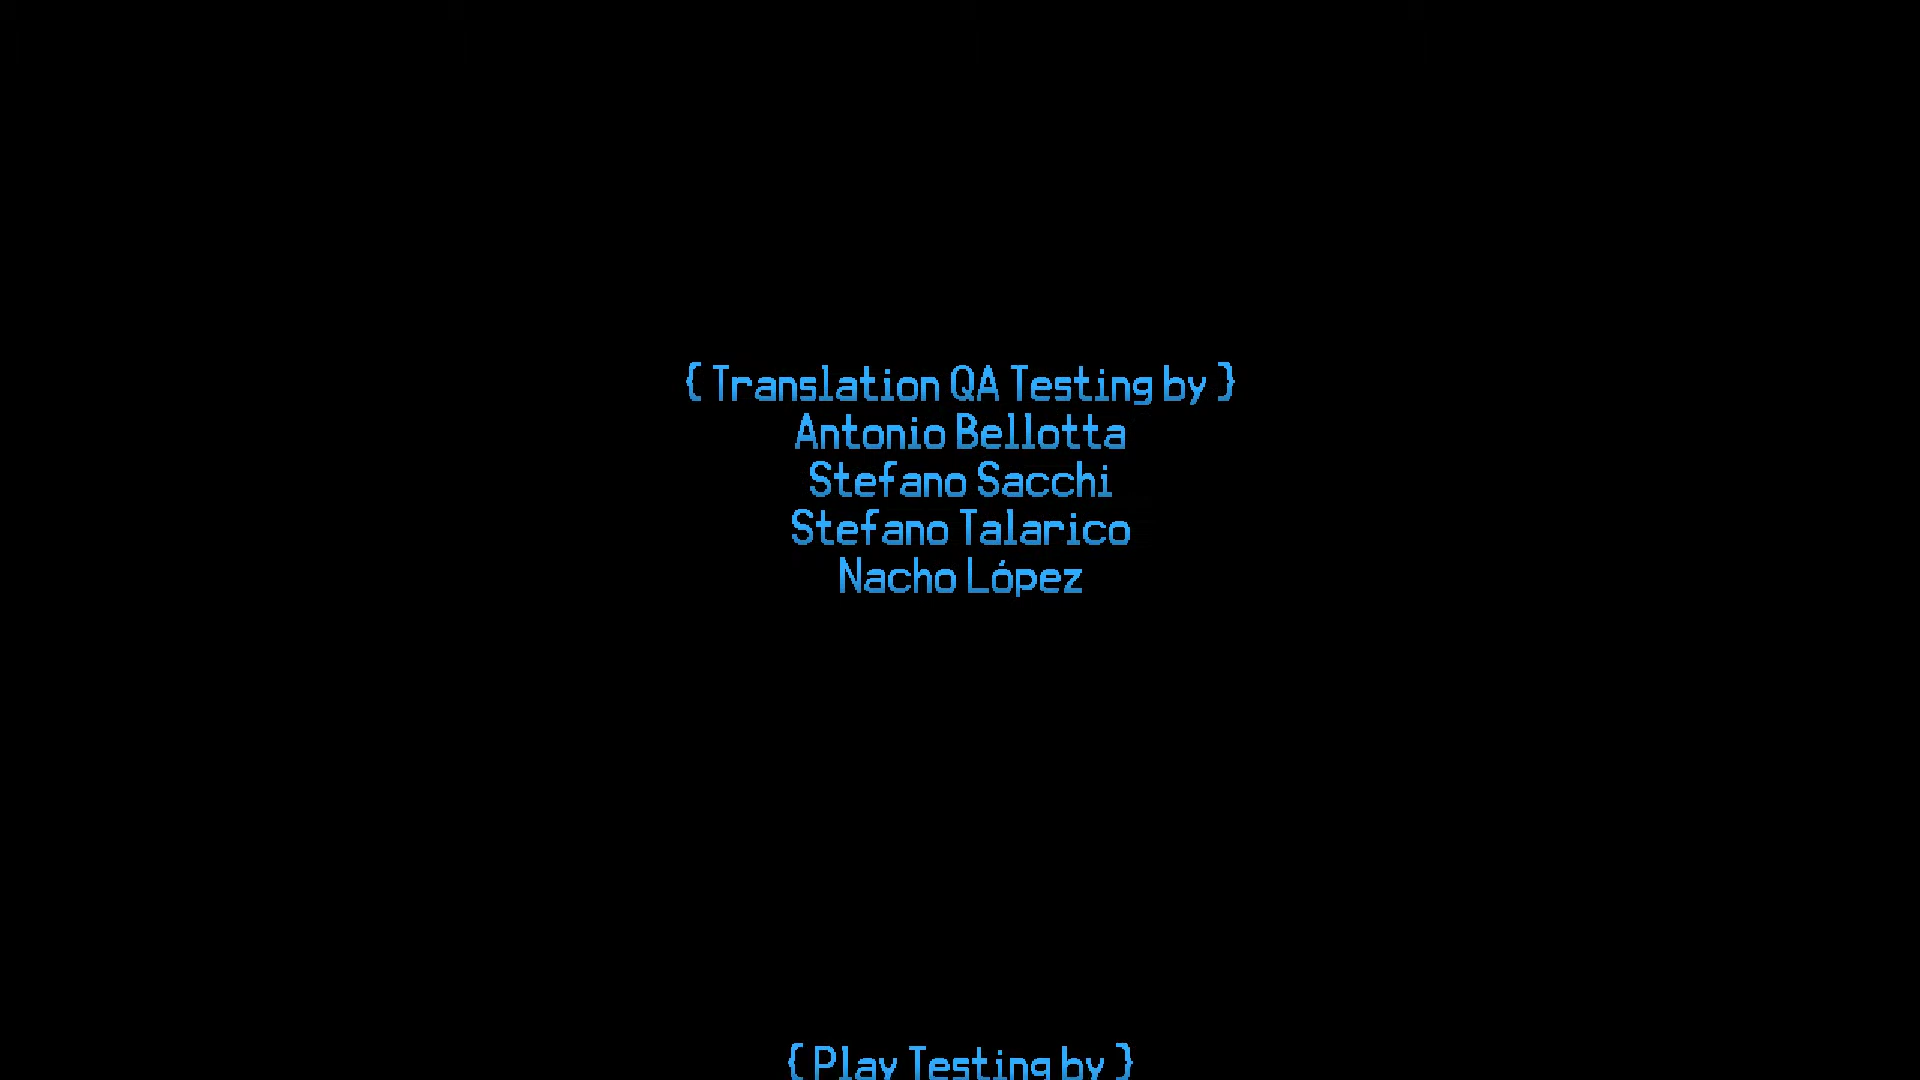 { Translation QA Testing by }
Antonio Bellotta
Stefano Sacchi
Stefano Talarico
Nacho López
{ Play Testing by }